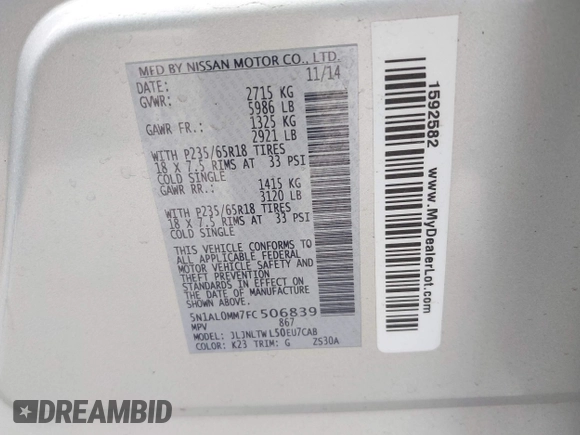 MFD BY NISSAN MOTOR CO., LTD.
DATE: 11/14
GVWR: 2715 KG
5986 LB
GAWR FR.: 1325 KG
2921 LB
WITH P235/65R18 TIRES
18 X 7.5 RIMS AT 33 PSI
COLD SINGLE
GAWR RR.: 1415 KG
3120 LB
WITH P235/65R18 TIRES
18 X 7.5 RIMS AT 33 PSI
COLD SINGLE
THIS VEHICLE CONFORMS TO
ALL APPLICABLE FEDERAL
MOTOR VEHICLE SAFETY AND
THEFT PREVENTION
STANDARDS IN EFFECT ON
THE DATE OF MANUFACTURE
SHOWN ABOVE.
5N1AL0MM7FC506839
MPV 867
MODEL: JLJNLTWL50EU7CAB
COLOR: K23 TRIM: G ZS30A
1592582 www.MyDealerLot.com
DREAMBID